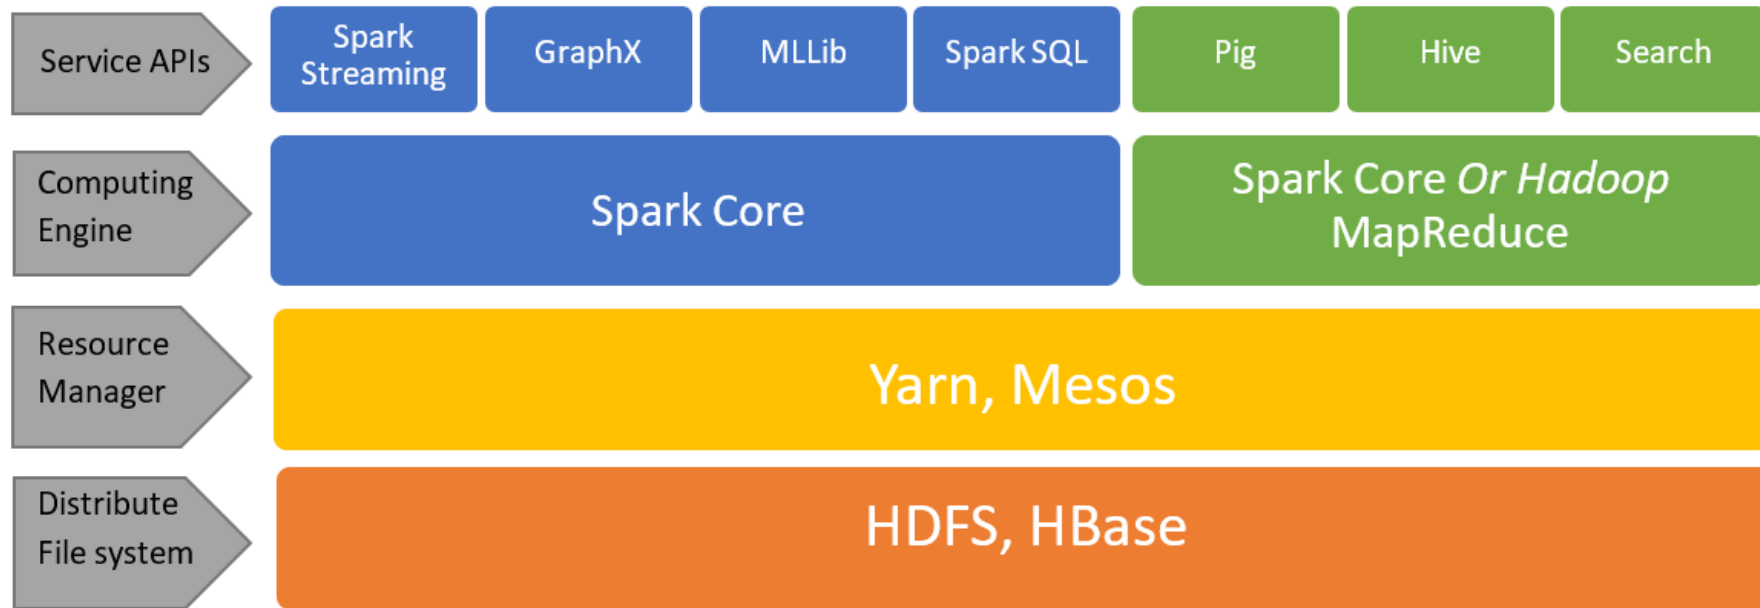 Service APIs
Spark
Streaming
GraphX
MLLib
Spark SQL
Pig
Hive
Search
Computing
Engine
Spark Core
Spark Core Or Hadoop
MapReduce
Resource
Manager
Yarn, Mesos
Distribute
File system
HDFS, HBase